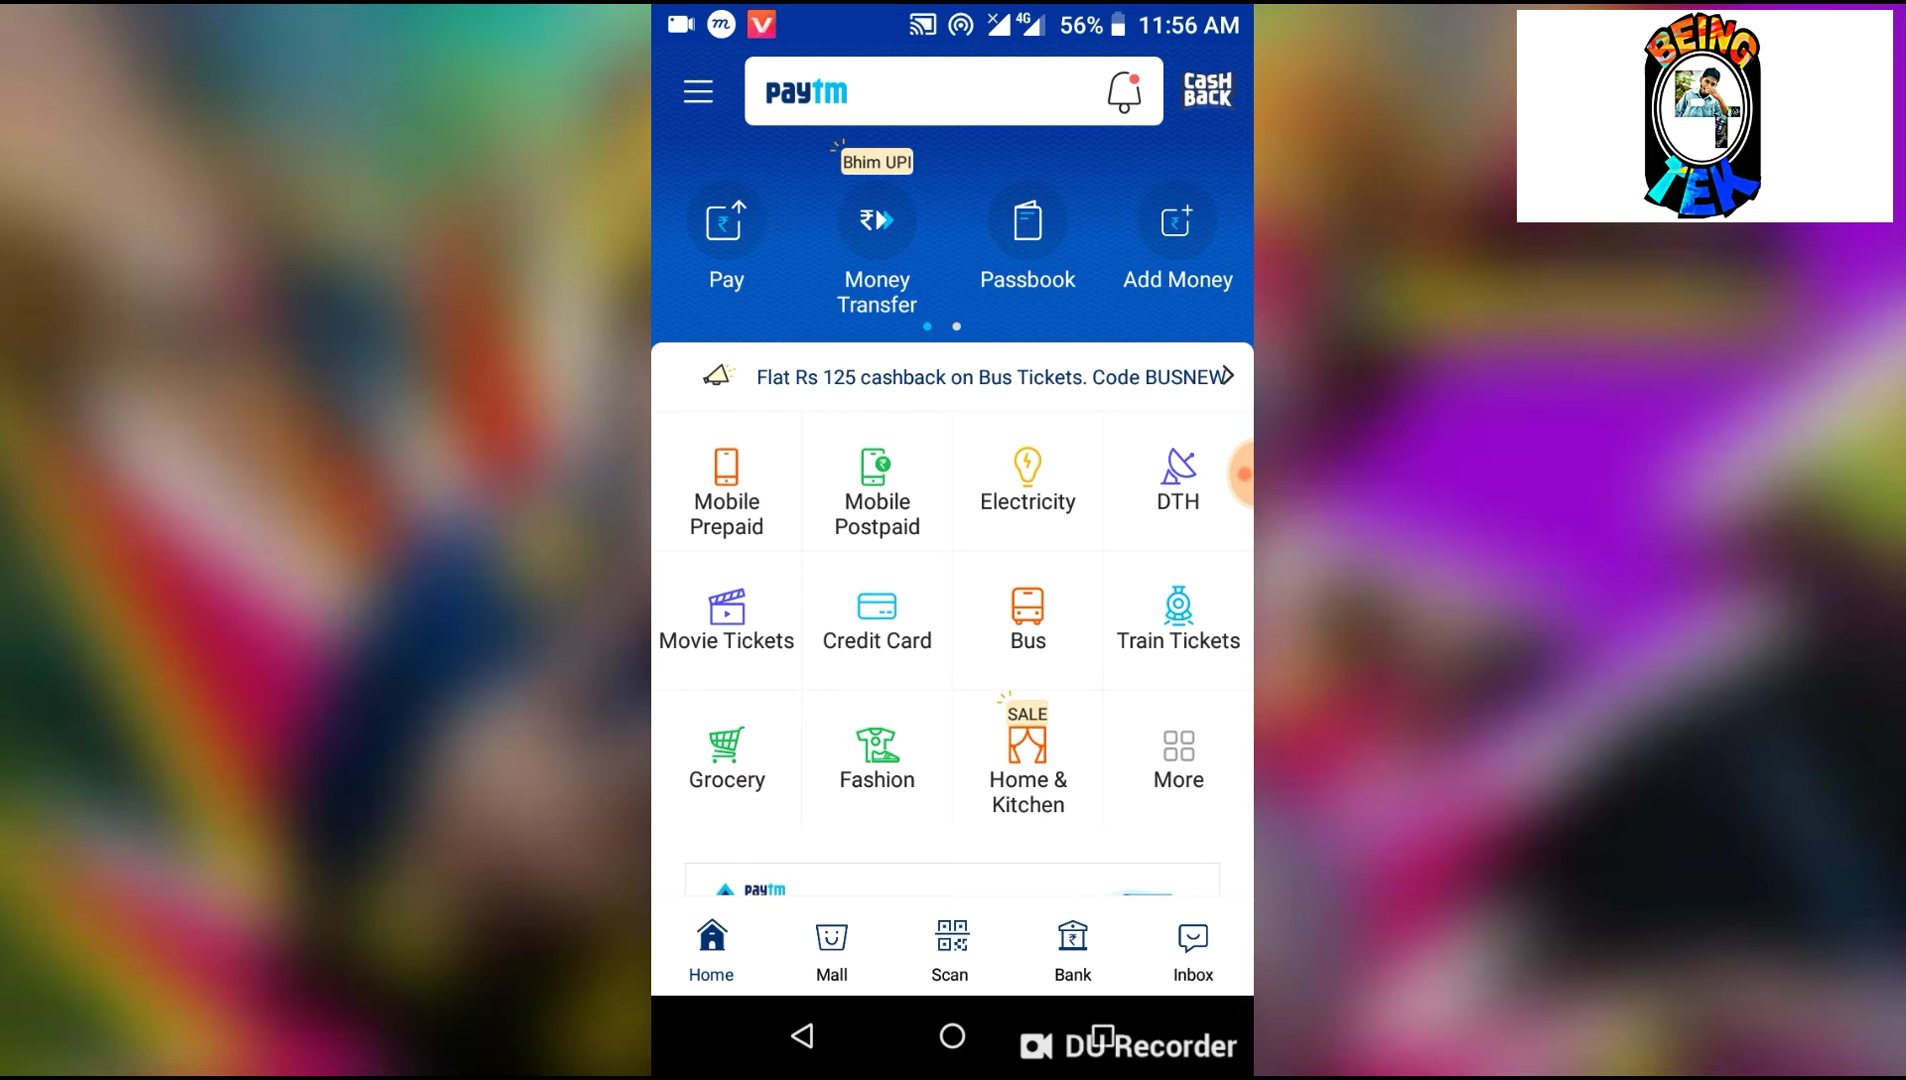 56% 11:56 AM
4G
paytm
CASH
BACK
Bhim UPI
Pay
Money
Transfer
Passbook
Add Money
Flat Rs 125 cashback on Bus Tickets. Code BUSNEW
Mobile
Prepaid
Mobile
Postpaid
Electricity
DTH
Movie Tickets
Credit Card
Bus
Train Tickets
Grocery
Fashion
SALE
Home &
Kitchen
More
paytm
Home
Mall
Scan
Bank
Inbox
DU Recorder
BEING
TEK